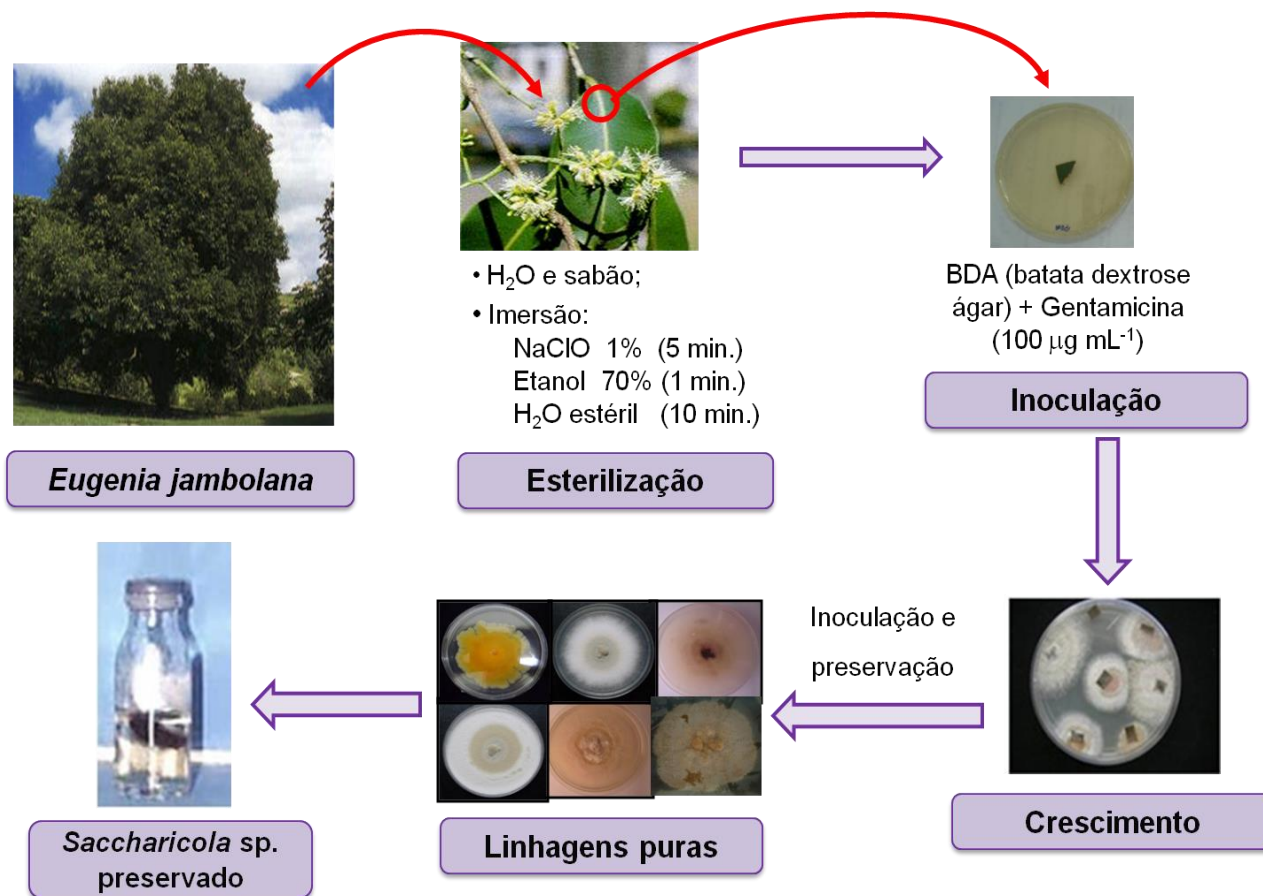 Eugenia jambolana
• H₂O e sabão;
• Imersão:
NaClO 1% (5 min.)
Etanol 70% (1 min.)
H₂O estéril (10 min.)
Esterilização
BDA (batata dextrose
ágar) + Gentamicina
(100 µg mL⁻¹)
Inoculação
Crescimento
Inoculação e
preservação
Linhagens puras
Saccharicola sp.
preservado